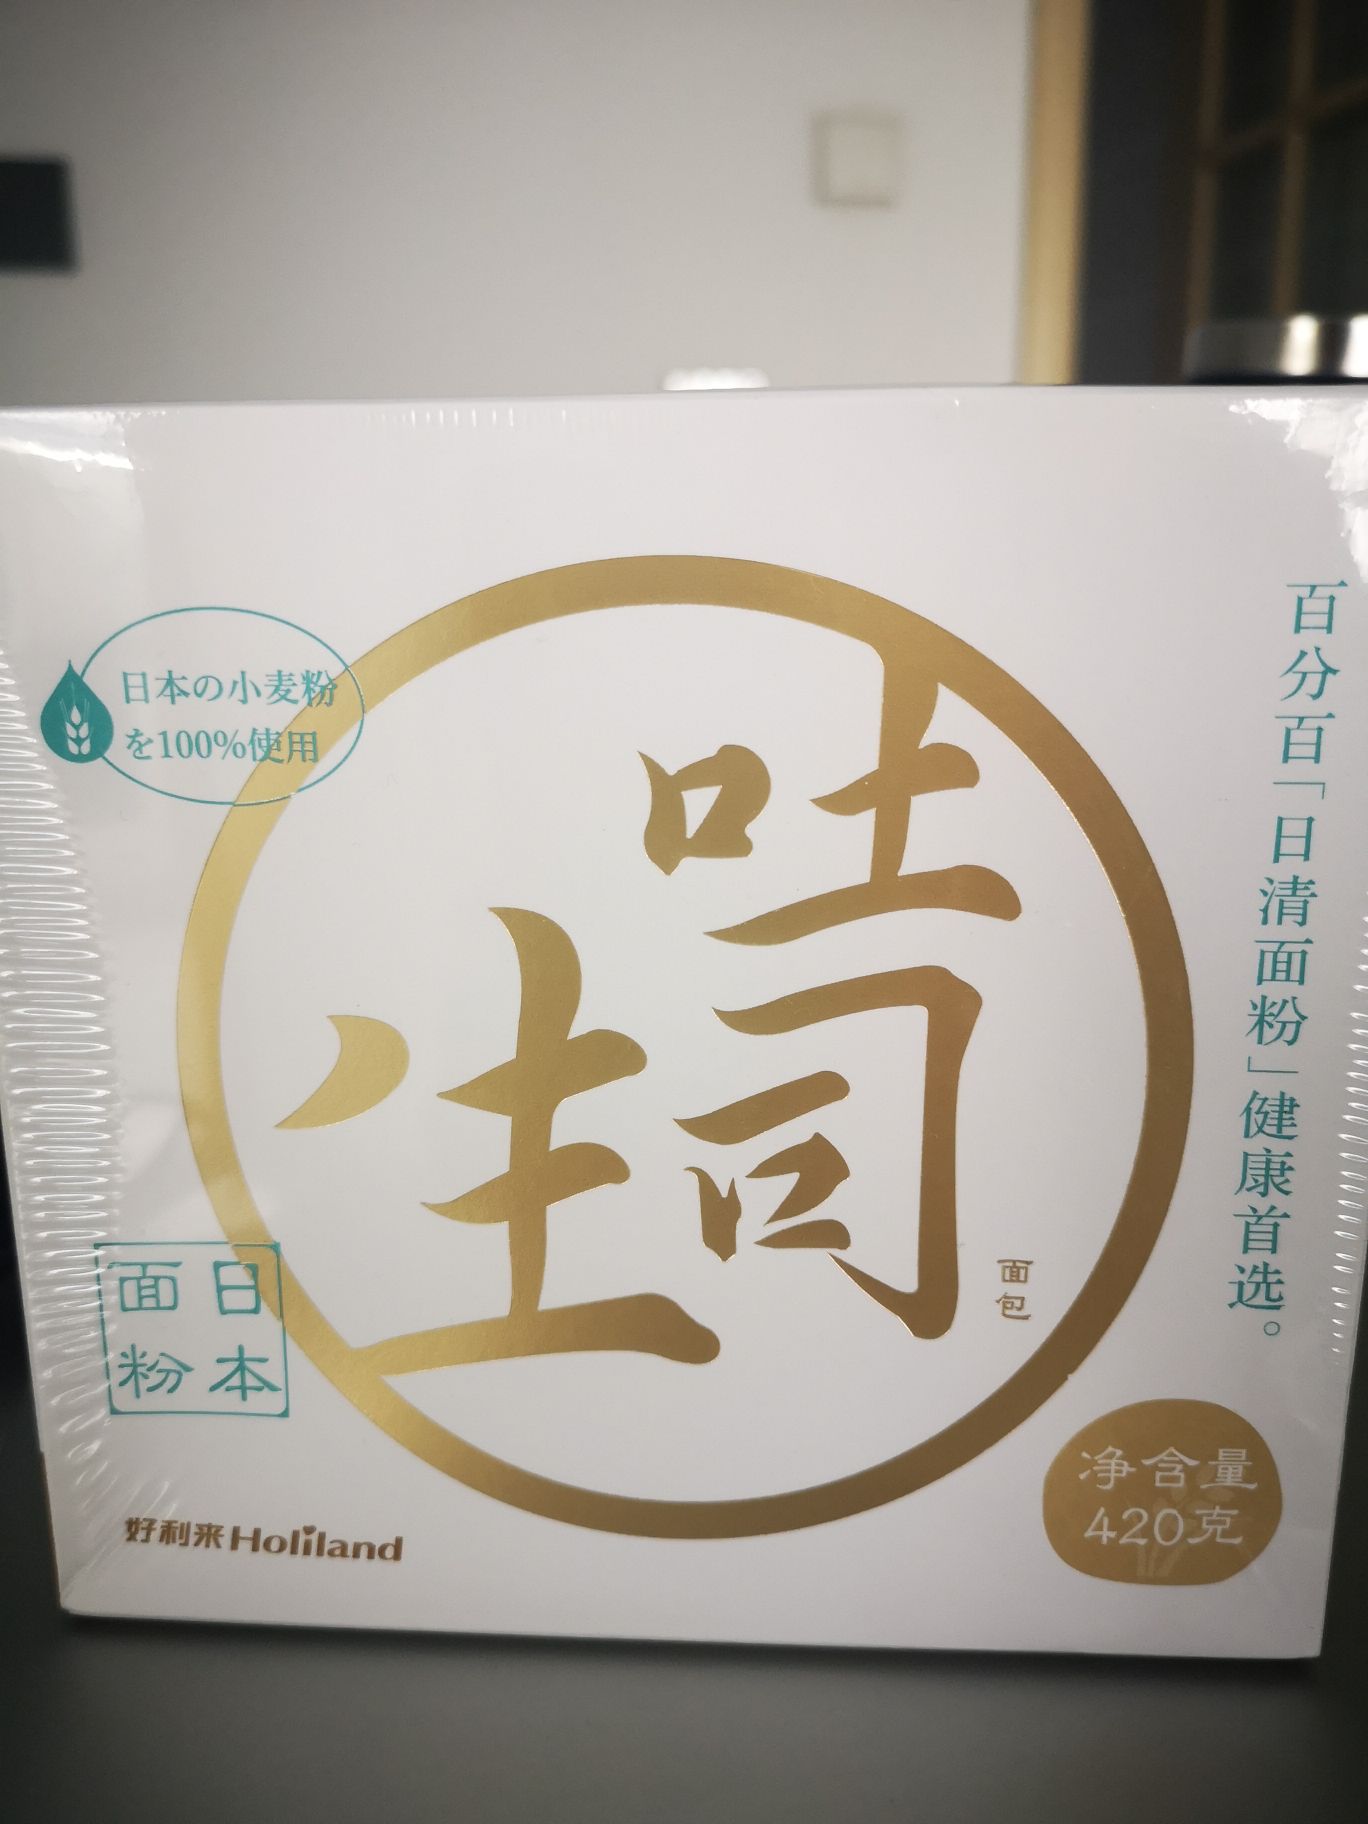 日本の小麦粉
を100%使用
吐司
生
面包
百分百「日清面粉」健康首选。
日本
面粉
好利来Holiland
净含量
420克